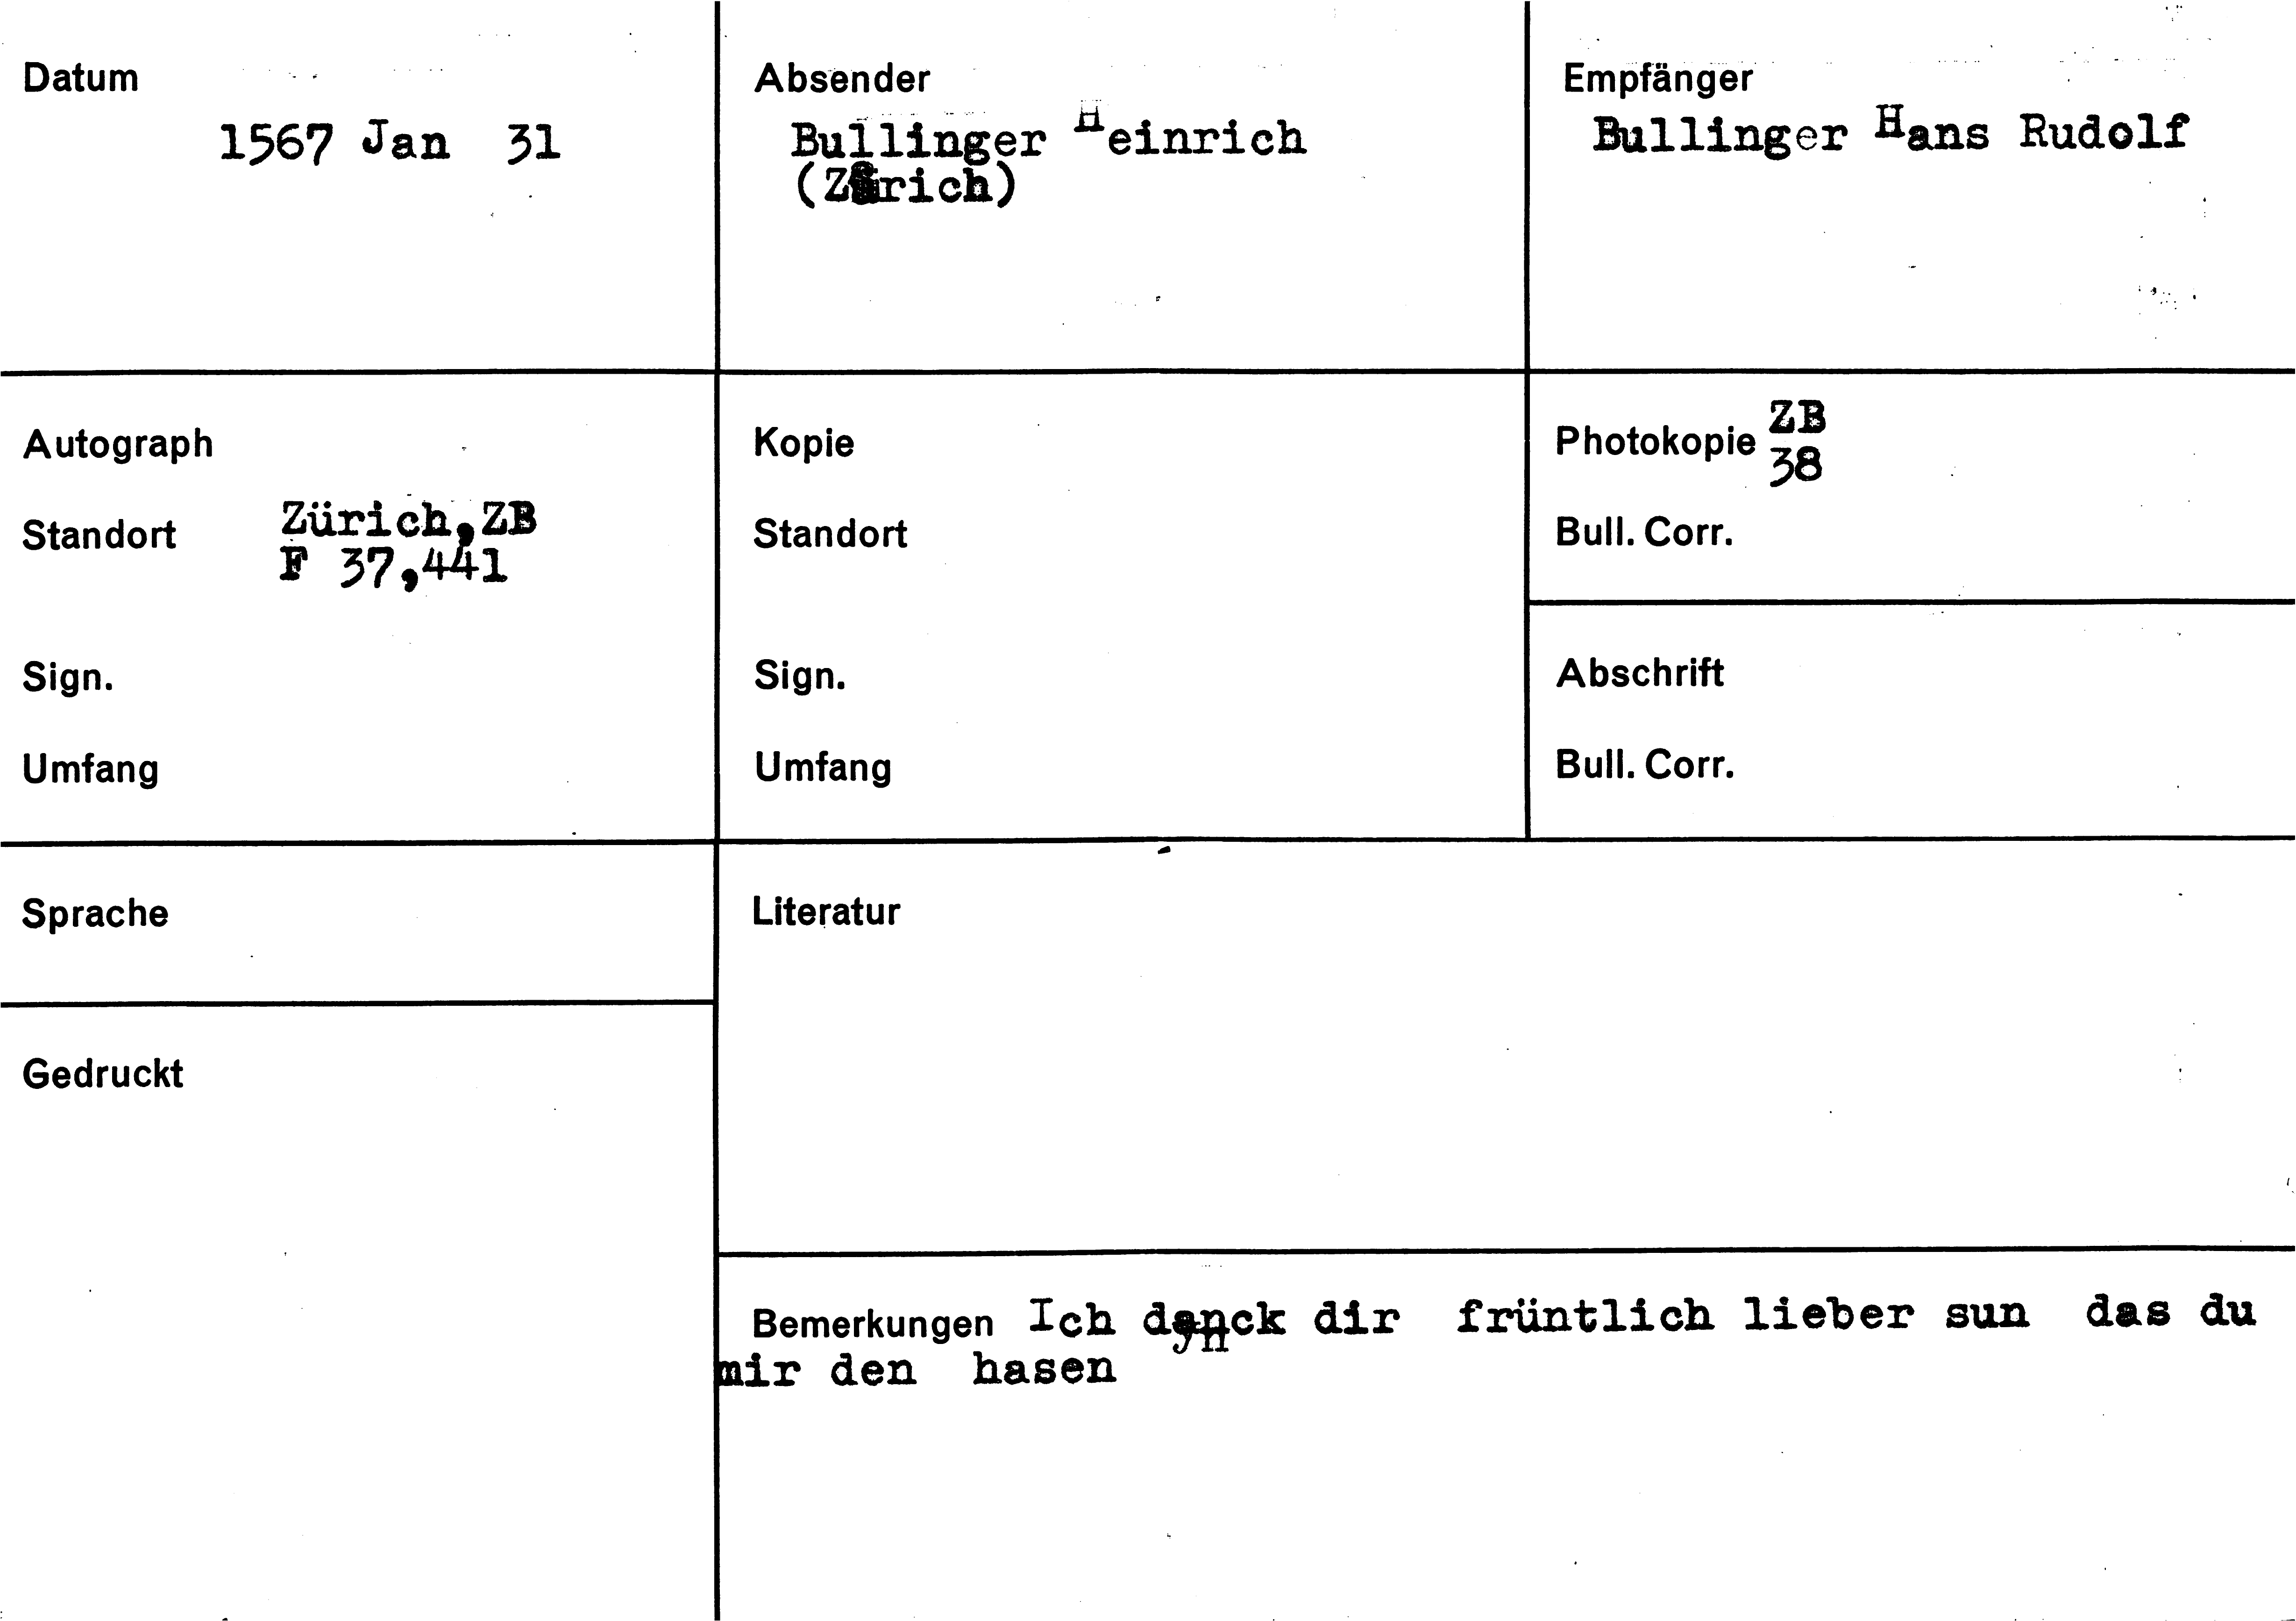 Datum
1567 Jan 31
Absender
Bullinger Heinrich
(Zürich)
Empfänger
Bullinger Hans Rudolf
Autograph
Standort Zürich,ZB
F 37,441
Sign.
Umfang
Kopie
Standort
Sign.
Umfang
Photokopie ZB
38
Bull. Corr.
Abschrift
Bull. Corr.
Sprache
Gedruckt
Literatur
Bemerkungen Ich danck dir früntlich lieber sun das du
mir den hasen